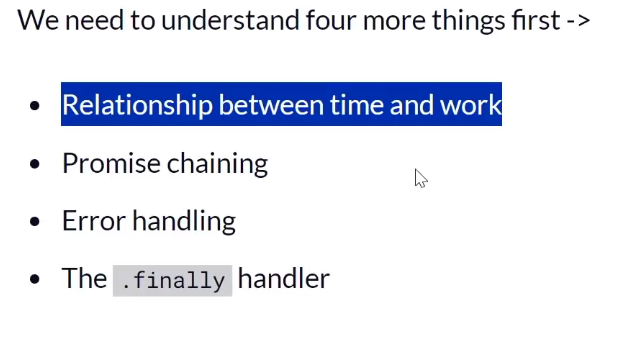 We need to understand four more things first ->
• Relationship between time and work
• Promise chaining
• Error handling
• The .finally handler